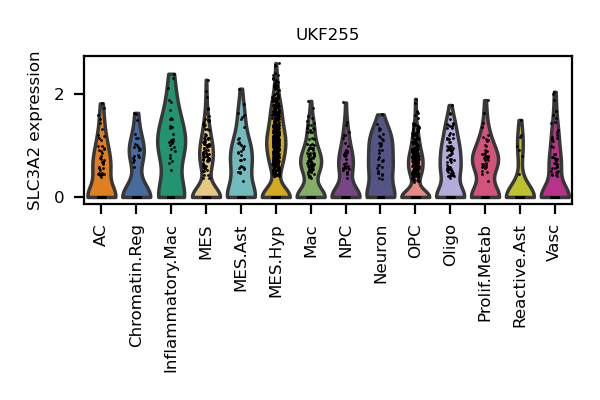 UKF255
SLC3A2 expression
2
0
AC
Chromatin.Reg
Inflammatory.Mac
MES
MES.Ast
MES.Hyp
Mac
NPC
Neuron
OPC
Oligo
Prolif.Metab
Reactive.Ast
Vasc